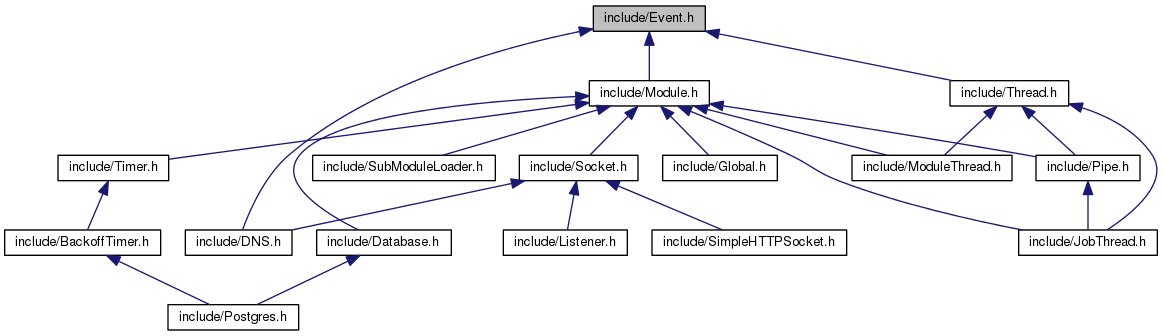 include/Event.h
include/Module.h
include/Thread.h
include/Timer.h
include/SubModuleLoader.h
include/Socket.h
include/Global.h
include/ModuleThread.h
include/Pipe.h
include/BackoffTimer.h
include/DNS.h
include/Database.h
include/Listener.h
include/SimpleHTTPSocket.h
include/JobThread.h
include/Postgres.h